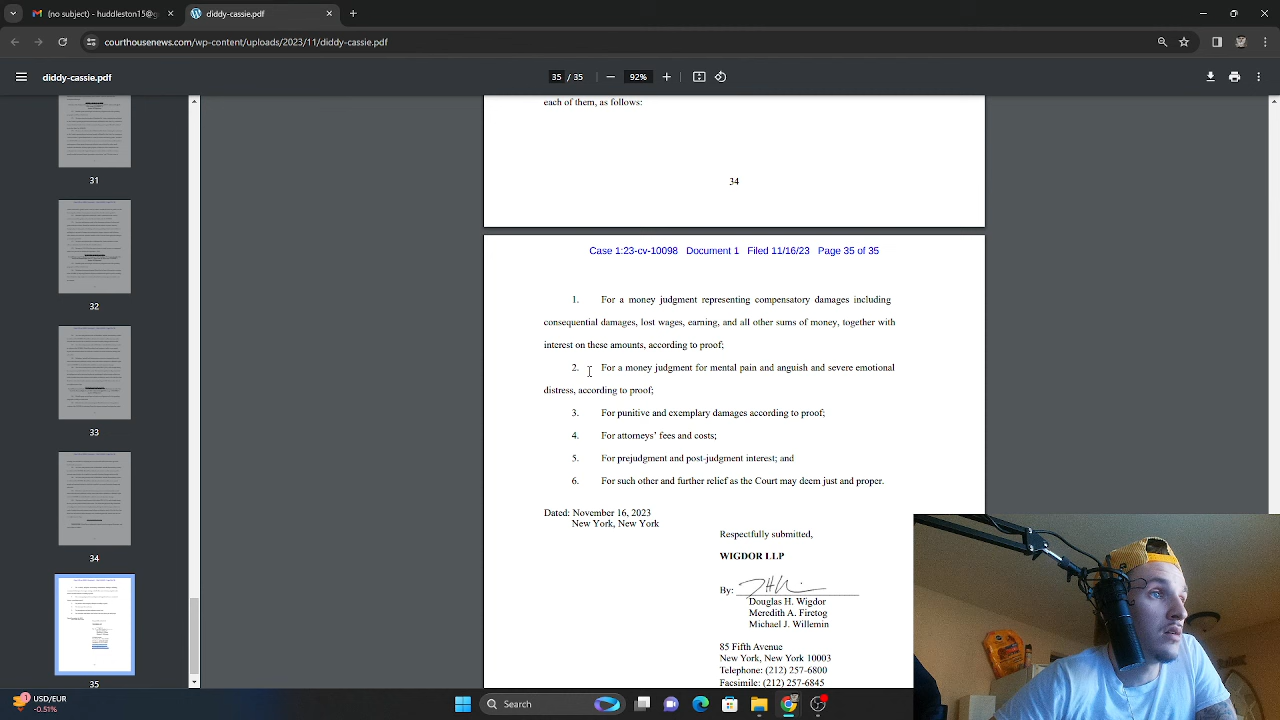 (no subject) - huddleston15@g
diddy-cassie.pdf
courthousenews.com/wp-content/uploads/2023/11/diddy-cassie.pdf
diddy-cassie.pdf
35 / 35
92%
31
32
33
34
35
each of them, as follows:
34
Case 1:23-cv-10098 Document 1 Filed 11/16/23 Page 35 of 35
1. For a money judgment representing compensatory damages including
consequential damages, lost wages, earning, and all other sums of money, together with
interest on these amounts, according to proof;
2. For a money judgment for mental pain and anguish and severe emotional
distress, according to proof;
3. For punitive and exemplary damages according to proof;
4. For attorneys' fees and costs;
5. For prejudgment and post-judgment interest; and
6. For such other and further relief as the Court may deem just and proper.
Dated: November 16, 2023
New York, New York
Respectfully submitted,
WIGDOR LLP
By:
Douglas H. Wigdor
Meredith A. Firetog
Michael J. Willemin
85 Fifth Avenue
New York, New York 10003
Telephone: (212) 257-6800
Facsimile: (212) 257-6845
1
USD/EUR
-0.51%
Search